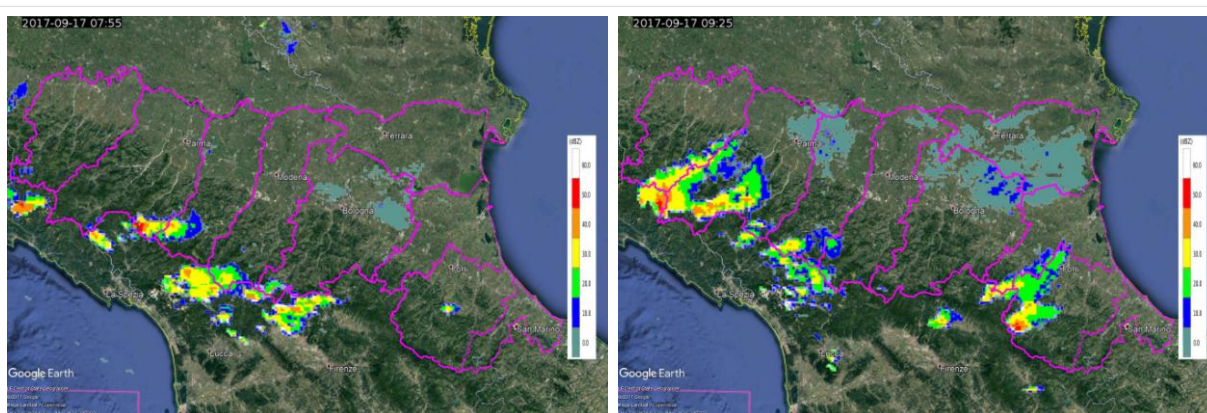 2017-09-17 07:55
Parma
Ferrara
Modena
Bologna
Forlì
La Spezia
San Marino
Lucca
Firenze
(dBZ)
60.0
50.0
40.0
30.0
20.0
10.0
0.0
Google Earth
2017-09-17 09:25
Parma
Ferrara
Modena
Bologna
La Spezia
San Marino
Firenze
(dBZ)
60.0
50.0
40.0
30.0
20.0
10.0
0.0
Google Earth